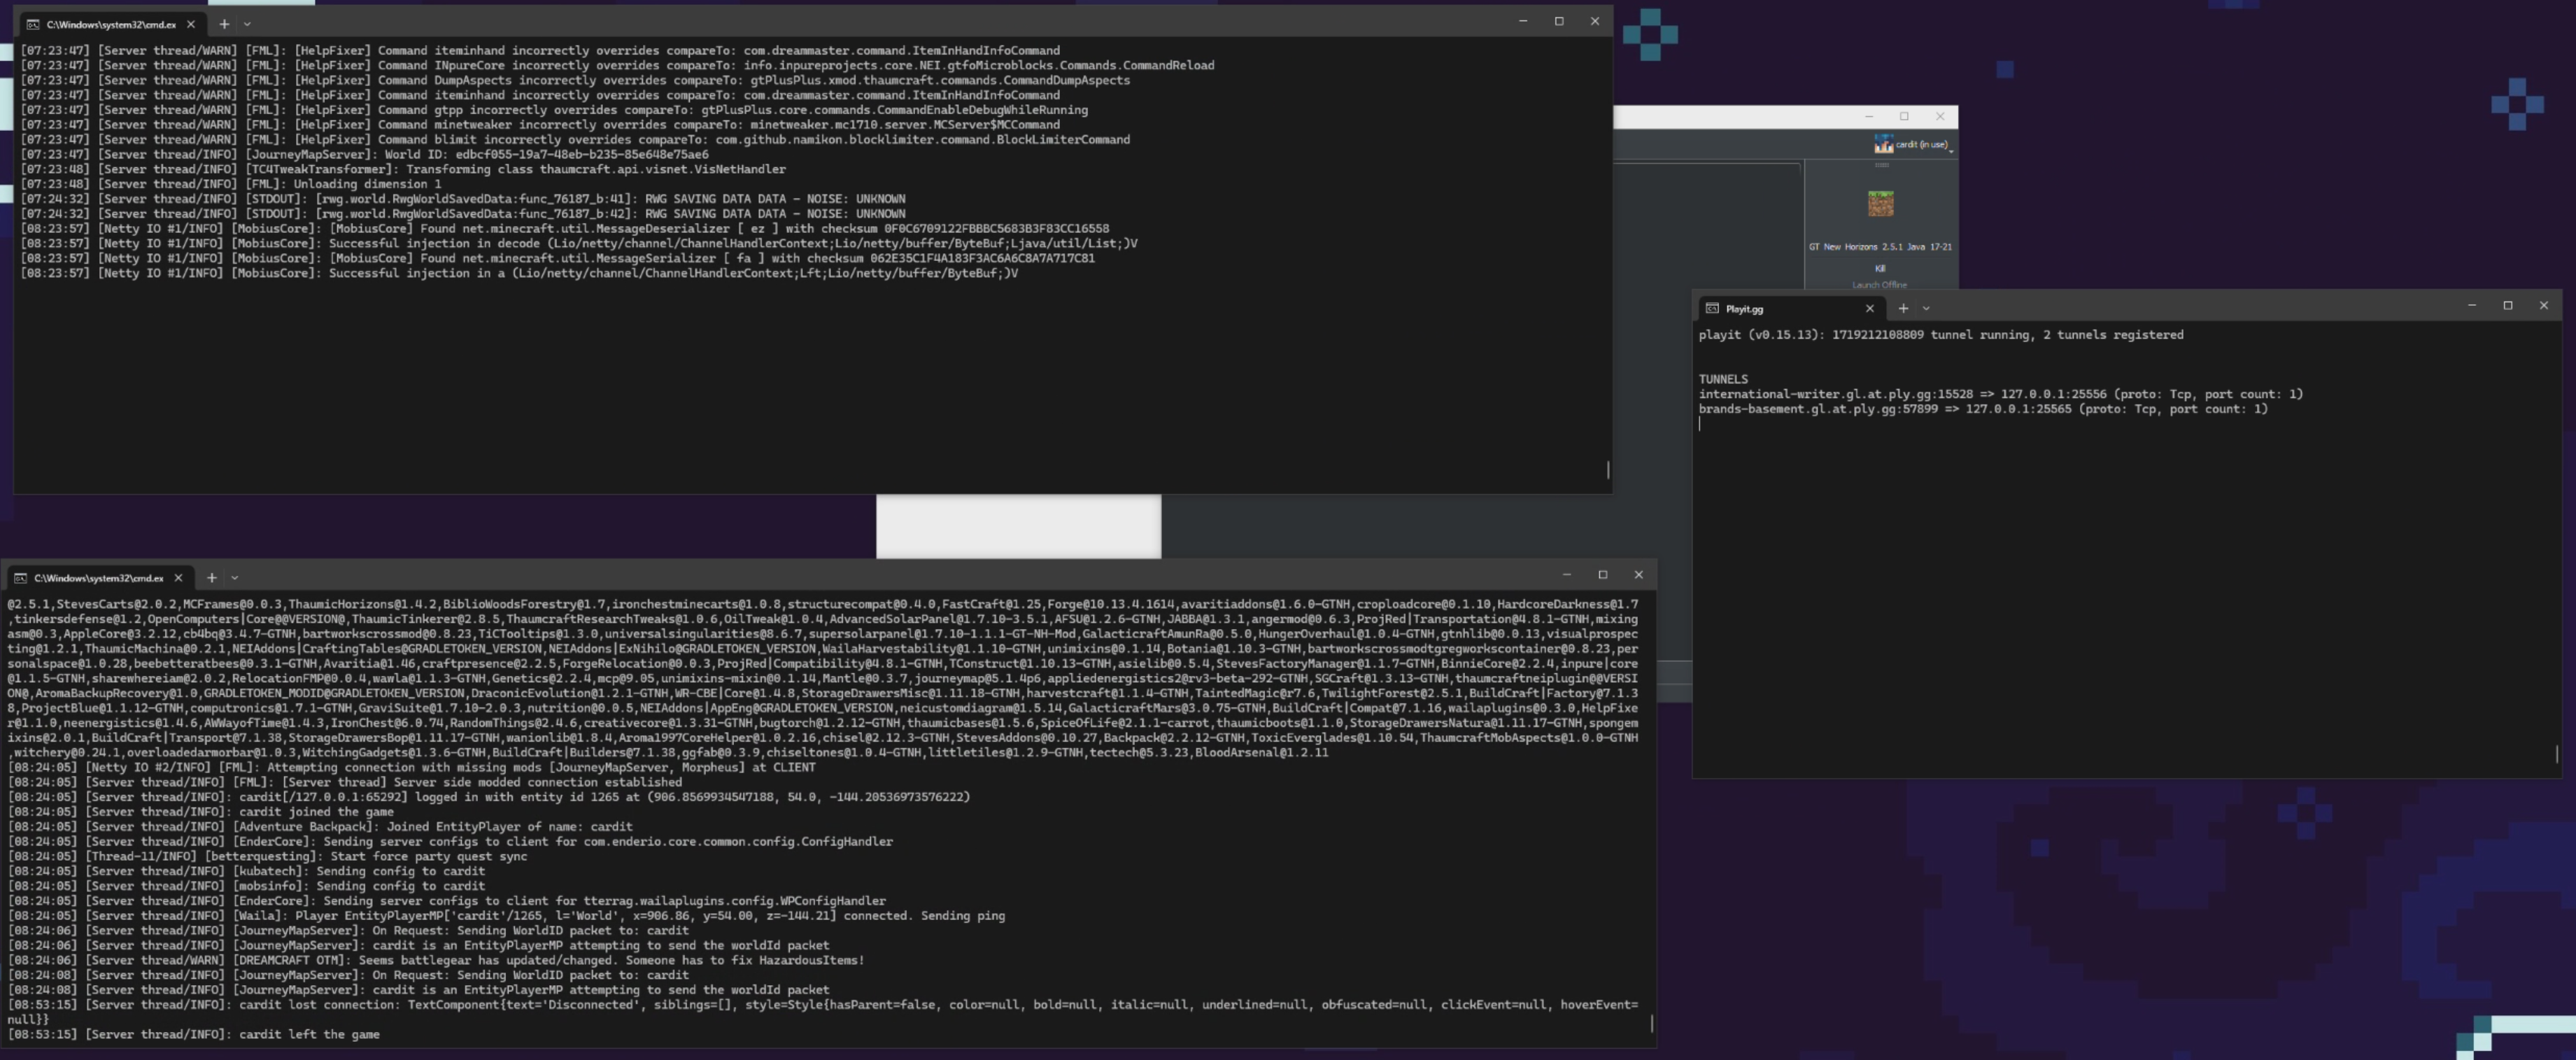 C:\Windows\system32\cmd.ex
[07:23:47] [Server thread/WARN] [FML]: [HelpFixer] Command iteminhand incorrectly overrides compareTo: com.dreammaster.command.ItemInHandInfoCommand
[07:23:47] [Server thread/WARN] [FML]: [HelpFixer] Command INpureCore incorrectly overrides compareTo: info.inpureprojects.core.NEI.gtfoMicroblocks.Commands.CommandReload
[07:23:47] [Server thread/WARN] [FML]: [HelpFixer] Command DumpAspects incorrectly overrides compareTo: gtPlusPlus.xmod.thaumcraft.commands.CommandDumpAspects
[07:23:47] [Server thread/WARN] [FML]: [HelpFixer] Command iteminhand incorrectly overrides compareTo: com.dreammaster.command.ItemInHandInfoCommand
[07:23:47] [Server thread/WARN] [FML]: [HelpFixer] Command gtpp incorrectly overrides compareTo: gtPlusPlus.core.commands.CommandEnableDebugWhileRunning
[07:23:47] [Server thread/WARN] [FML]: [HelpFixer] Command minetweaker incorrectly overrides compareTo: minetweaker.mc1710.server.MCServer$MCCommand
[07:23:47] [Server thread/WARN] [FML]: [HelpFixer] Command blimit incorrectly overrides compareTo: com.github.namikon.blocklimiter.command.BlockLimiterCommand
[07:23:47] [Server thread/INFO] [JourneyMapServer]: World ID: edbcf055-19a7-48eb-b235-85e648e75ae6
[07:23:48] [Server thread/INFO] [TC4TweakTransformer]: Transforming class thaumcraft.api.visnet.VisNetHandler
[07:23:48] [Server thread/INFO] [FML]: Unloading dimension 1
[07:24:32] [Server thread/INFO] [STDOUT]: [rwg.world.RwgWorldSavedData:func_76187_b:41]: RWG SAVING DATA DATA - NOISE: UNKNOWN
[07:24:32] [Server thread/INFO] [STDOUT]: [rwg.world.RwgWorldSavedData:func_76187_b:42]: RWG SAVING DATA DATA - NOISE: UNKNOWN
[08:23:57] [Netty IO #1/INFO] [MobiusCore]: [MobiusCore] Found net.minecraft.util.MessageDeserializer [ ez ] with checksum 0F0C6709122FBBBC5683B3F83CC16558
[08:23:57] [Netty IO #1/INFO] [MobiusCore]: Successful injection in decode (Lio/netty/channel/ChannelHandlerContext;Lio/netty/buffer/ByteBuf;Ljava/util/List;)V
[08:23:57] [Netty IO #1/INFO] [MobiusCore]: [MobiusCore] Found net.minecraft.util.MessageSerializer [ fa ] with checksum 062E35C1F4A183F3AC6A6C8A7A717C81
[08:23:57] [Netty IO #1/INFO] [MobiusCore]: Successful injection in a (Lio/netty/channel/ChannelHandlerContext;Lft;Lio/netty/buffer/ByteBuf;)V
cardit (in use)
GT New Horizons 2.5.1 Java 17-21
Kill
Launch Offline
Playit.gg
playit (v0.15.13): 1719212108809 tunnel running, 2 tunnels registered
TUNNELS
international-writer.gl.at.ply.gg:15528 => 127.0.0.1:25556 (proto: Tcp, port count: 1)
brands-basement.gl.at.ply.gg:57899 => 127.0.0.1:25565 (proto: Tcp, port count: 1)
C:\Windows\system32\cmd.ex
@2.5.1,StevesCarts@2.0.2,MCFrames@0.0.3,ThaumicHorizons@1.4.2,BiblioWoodsForestry@1.7,ironchestminecarts@1.0.8,structurecompat@0.4.0,FastCraft@1.25,Forge@10.13.4.1614,avaritiaddons@1.6.0-GTNH,croploadcore@0.1.10,HardcoreDarkness@1.7
,tinkersdefense@1.2,OpenComputers|Core@@VERSION@,ThaumicTinkerer@2.8.5,ThaumcraftResearchTweaks@1.0.6,OilTweak@1.0.4,AdvancedSolarPanel@1.7.10-3.5.1,AFSU@1.2.6-GTNH,JABBA@1.3.1,angermod@0.6.3,ProjRed|Transportation@4.8.1-GTNH,mixing
asm@0.3,AppleCore@3.2.12,cb4bq@3.4.7-GTNH,bartworkscrossmod@0.8.23,TiCTooltips@1.3.0,universalsingularities@8.6.7,supersolarpanel@1.7.10-1.1.1-GT-NH-Mod,GalacticraftAmunRa@0.5.0,HungerOverhaul@1.0.4-GTNH,gtnhlib@0.0.13,visualprospec
ting@1.2.1,ThaumicMachina@0.2.1,NEIAddons|CraftingTables@GRADLETOKEN_VERSION,NEIAddons|ExNihilo@GRADLETOKEN_VERSION,WailaHarvestability@1.1.10-GTNH,unimixins@0.1.14,Botania@1.10.3-GTNH,bartworkscrossmodtgregworkscontainer@0.8.23,per
sonalspace@1.0.28,beebetteratbees@0.3.1-GTNH,Avaritia@1.46,craftpresence@2.2.5,ForgeRelocation@0.0.3,ProjRed|Compatibility@4.8.1-GTNH,TConstruct@1.10.13-GTNH,asielib@0.5.4,StevesFactoryManager@1.1.7-GTNH,BinnieCore@2.2.4,inpure|core
@1.1.5-GTNH,sharewhereiam@2.0.2,RelocationFMP@0.0.4,wawla@1.1.3-GTNH,Genetics@2.2.4,mcp@9.05,unimixins-mixin@0.1.14,Mantle@0.3.7,journeymap@5.1.4p6,appliedenergistics2@rv3-beta-292-GTNH,SGCraft@1.3.13-GTNH,thaumcraftneiplugin@@VERSI
ON@,AromaBackupRecovery@1.0,GRADLETOKEN_MODID@GRADLETOKEN_VERSION,DraconicEvolution@1.2.1-GTNH,WR-CBE|Core@1.4.8,StorageDrawersMisc@1.11.18-GTNH,harvestcraft@1.1.4-GTNH,TaintedMagic@r7.6,TwilightForest@2.5.1,BuildCraft|Factory@7.1.3
8,ProjectBlue@1.1.12-GTNH,computronics@1.7.1-GTNH,GraviSuite@1.7.10-2.0.3,nutrition@0.0.5,NEIAddons|AppEng@GRADLETOKEN_VERSION,neicustomdiagram@1.5.14,GalacticraftMars@3.0.75-GTNH,BuildCraft|Compat@7.1.16,wailaplugins@0.3.0,HelpFixe
r@1.1.0,neenergistics@1.4.6,AWWayofTime@1.4.3,IronChest@6.0.74,RandomThings@2.4.6,creativecore@1.3.31-GTNH,bugtorch@1.2.12-GTNH,thaumicbases@1.5.6,SpiceOfLife@2.1.1-carrot,thaumicboots@1.1.0,StorageDrawersNatura@1.11.17-GTNH,spongem
ixins@2.0.1,BuildCraft|Transport@7.1.38,StorageDrawersBop@1.11.17-GTNH,wanionlib@1.8.4,Aroma1997CoreHelper@1.0.2.16,chisel@2.12.3-GTNH,StevesAddons@0.10.27,Backpack@2.2.12-GTNH,ToxicEverglades@1.10.54,ThaumcraftMobAspects@1.0.0-GTNH
,witchery@0.24.1,overloadedarmorbar@1.0.3,WitchingGadgets@1.3.6-GTNH,BuildCraft|Builders@7.1.38,ggfab@0.3.9,chiseltones@1.0.4-GTNH,littletiles@1.2.9-GTNH,tectech@5.3.23,BloodArsenal@1.2.11
[08:24:05] [Netty IO #2/INFO] [FML]: Attempting connection with missing mods [JourneyMapServer, Morpheus] at CLIENT
[08:24:05] [Server thread/INFO] [FML]: [Server thread] Server side modded connection established
[08:24:05] [Server thread/INFO]: cardit[/127.0.0.1:65292] logged in with entity id 1265 at (906.8569934547188, 54.0, -144.20536973576222)
[08:24:05] [Server thread/INFO]: cardit joined the game
[08:24:05] [Server thread/INFO] [Adventure Backpack]: Joined EntityPlayer of name: cardit
[08:24:05] [Server thread/INFO] [EnderCore]: Sending server configs to client for com.enderio.core.common.config.ConfigHandler
[08:24:05] [Thread-11/INFO] [betterquesting]: Start force party quest sync
[08:24:05] [Server thread/INFO] [kubatech]: Sending config to cardit
[08:24:05] [Server thread/INFO] [mobsinfo]: Sending config to cardit
[08:24:05] [Server thread/INFO] [EnderCore]: Sending server configs to client for tterrag.wailaplugins.config.WPConfigHandler
[08:24:05] [Server thread/INFO] [Waila]: Player EntityPlayerMP['cardit'/1265, l='World', x=906.86, y=54.00, z=-144.21] connected. Sending ping
[08:24:06] [Server thread/INFO] [JourneyMapServer]: On Request: Sending WorldID packet to: cardit
[08:24:06] [Server thread/INFO] [JourneyMapServer]: cardit is an EntityPlayerMP attempting to send the worldId packet
[08:24:06] [Server thread/WARN] [DREAMCRAFT OTM]: Seems battlegear has updated/changed. Someone has to fix HazardousItems!
[08:24:08] [Server thread/INFO] [JourneyMapServer]: On Request: Sending WorldID packet to: cardit
[08:24:08] [Server thread/INFO] [JourneyMapServer]: cardit is an EntityPlayerMP attempting to send the worldId packet
[08:53:15] [Server thread/INFO]: cardit lost connection: TextComponent{text='Disconnected', siblings=[], style=Style{hasParent=false, color=null, bold=null, italic=null, underlined=null, obfuscated=null, clickEvent=null, hoverEvent=
null}}
[08:53:15] [Server thread/INFO]: cardit left the game